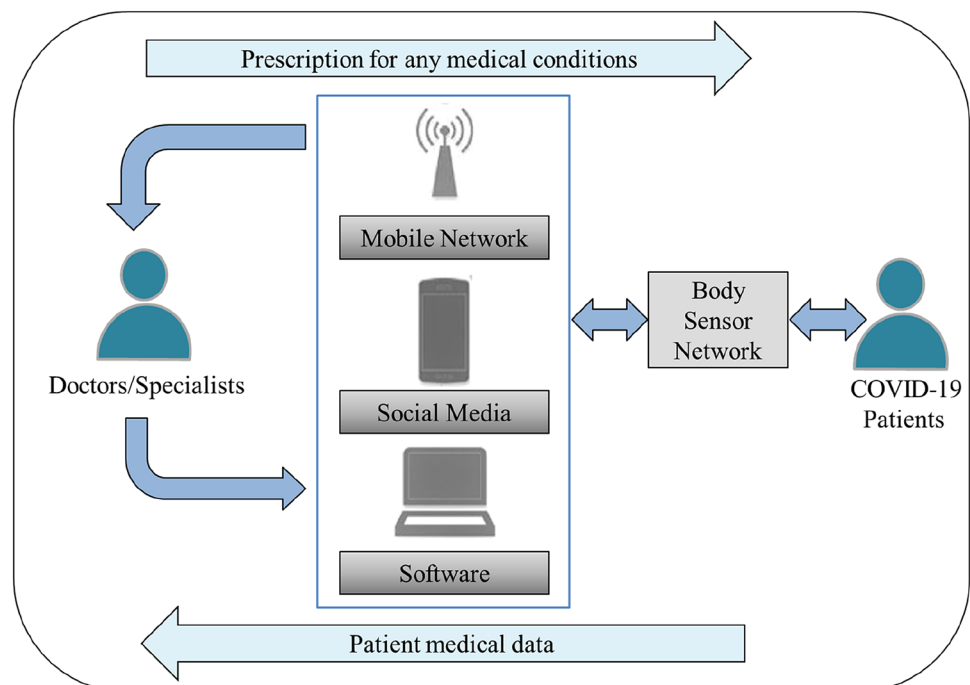 Prescription for any medical conditions
Mobile Network
Doctors/Specialists
Social Media
Software
Body
Sensor
Network
COVID-19
Patients
Patient medical data